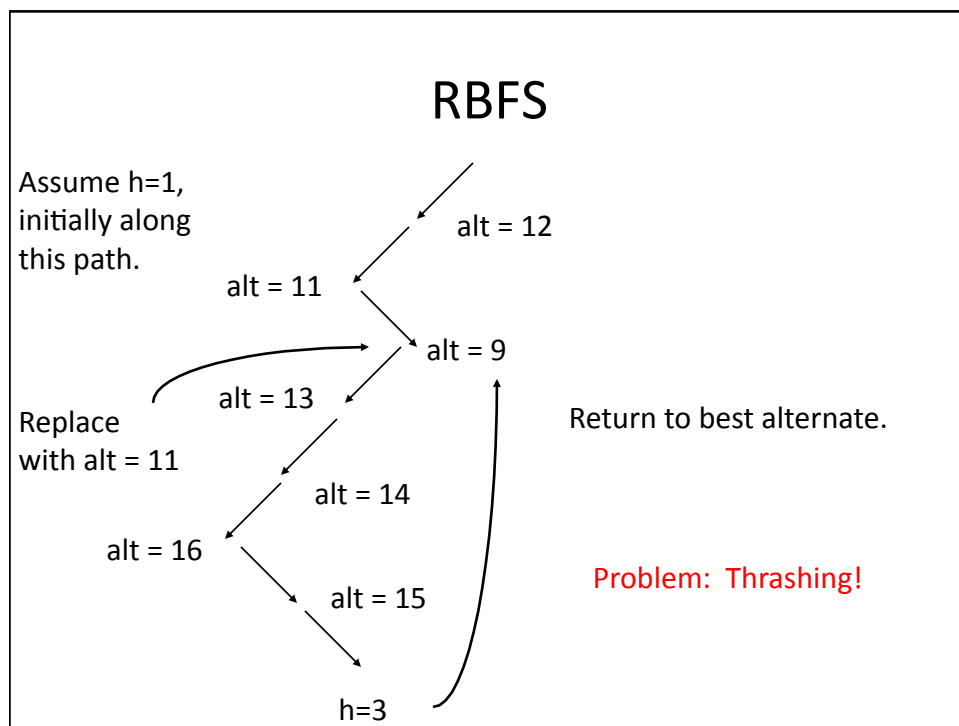 RBFS
Assume h=1,
initially along
this path.
alt = 12
alt = 11
alt = 9
alt = 13
Replace
with alt = 11
Return to best alternate.
alt = 14
alt = 16
Problem:  Thrashing!
alt = 15
h=3